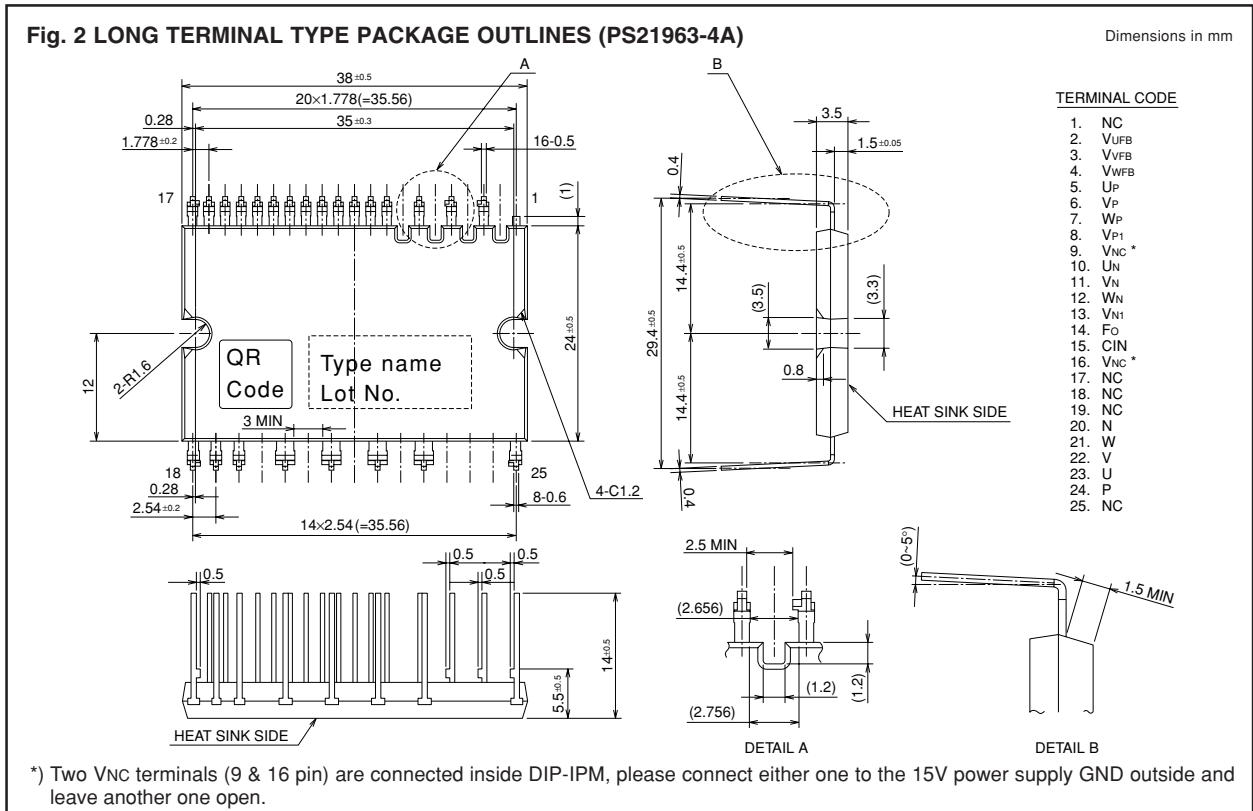 Fig. 2 LONG TERMINAL TYPE PACKAGE OUTLINES (PS21963-4A)
Dimensions in mm
A
B
38 ±0.5
20×1.778(=35.56)
35 ±0.3
0.28
1.778 ±0.2
16-0.5
17
1
(1)
2-R1.6
12
24 ±0.5
QR
Code
Type name
Lot No.
3 MIN
18
25
0.28
2.54 ±0.2
4-C1.2
8-0.6
14×2.54(=35.56)
3.5
1.5 ±0.05
0.4
29.4 ±0.5
14.4 ±0.5
14.4 ±0.5
(3.5)
(3.3)
0.8
HEAT SINK SIDE
0.4
TERMINAL CODE
1. NC
2. VUFB
3. VVFB
4. VWFB
5. UP
6. VP
7. WP
8. VP1
9. VNC *
10. UN
11. VN
12. WN
13. VN1
14. FO
15. CIN
16. VNC *
17. NC
18. NC
19. NC
20. N
21. W
22. V
23. U
24. P
25. NC
0.5
0.5
0.5
0.5
14 ±0.5
5.5 ±0.5
HEAT SINK SIDE
2.5 MIN
(2.656)
(1.2)
(1.2)
(2.756)
DETAIL A
(0~5°)
1.5 MIN
DETAIL B
*) Two VNC terminals (9 & 16 pin) are connected inside DIP-IPM, please connect either one to the 15V power supply GND outside and
leave another one open.